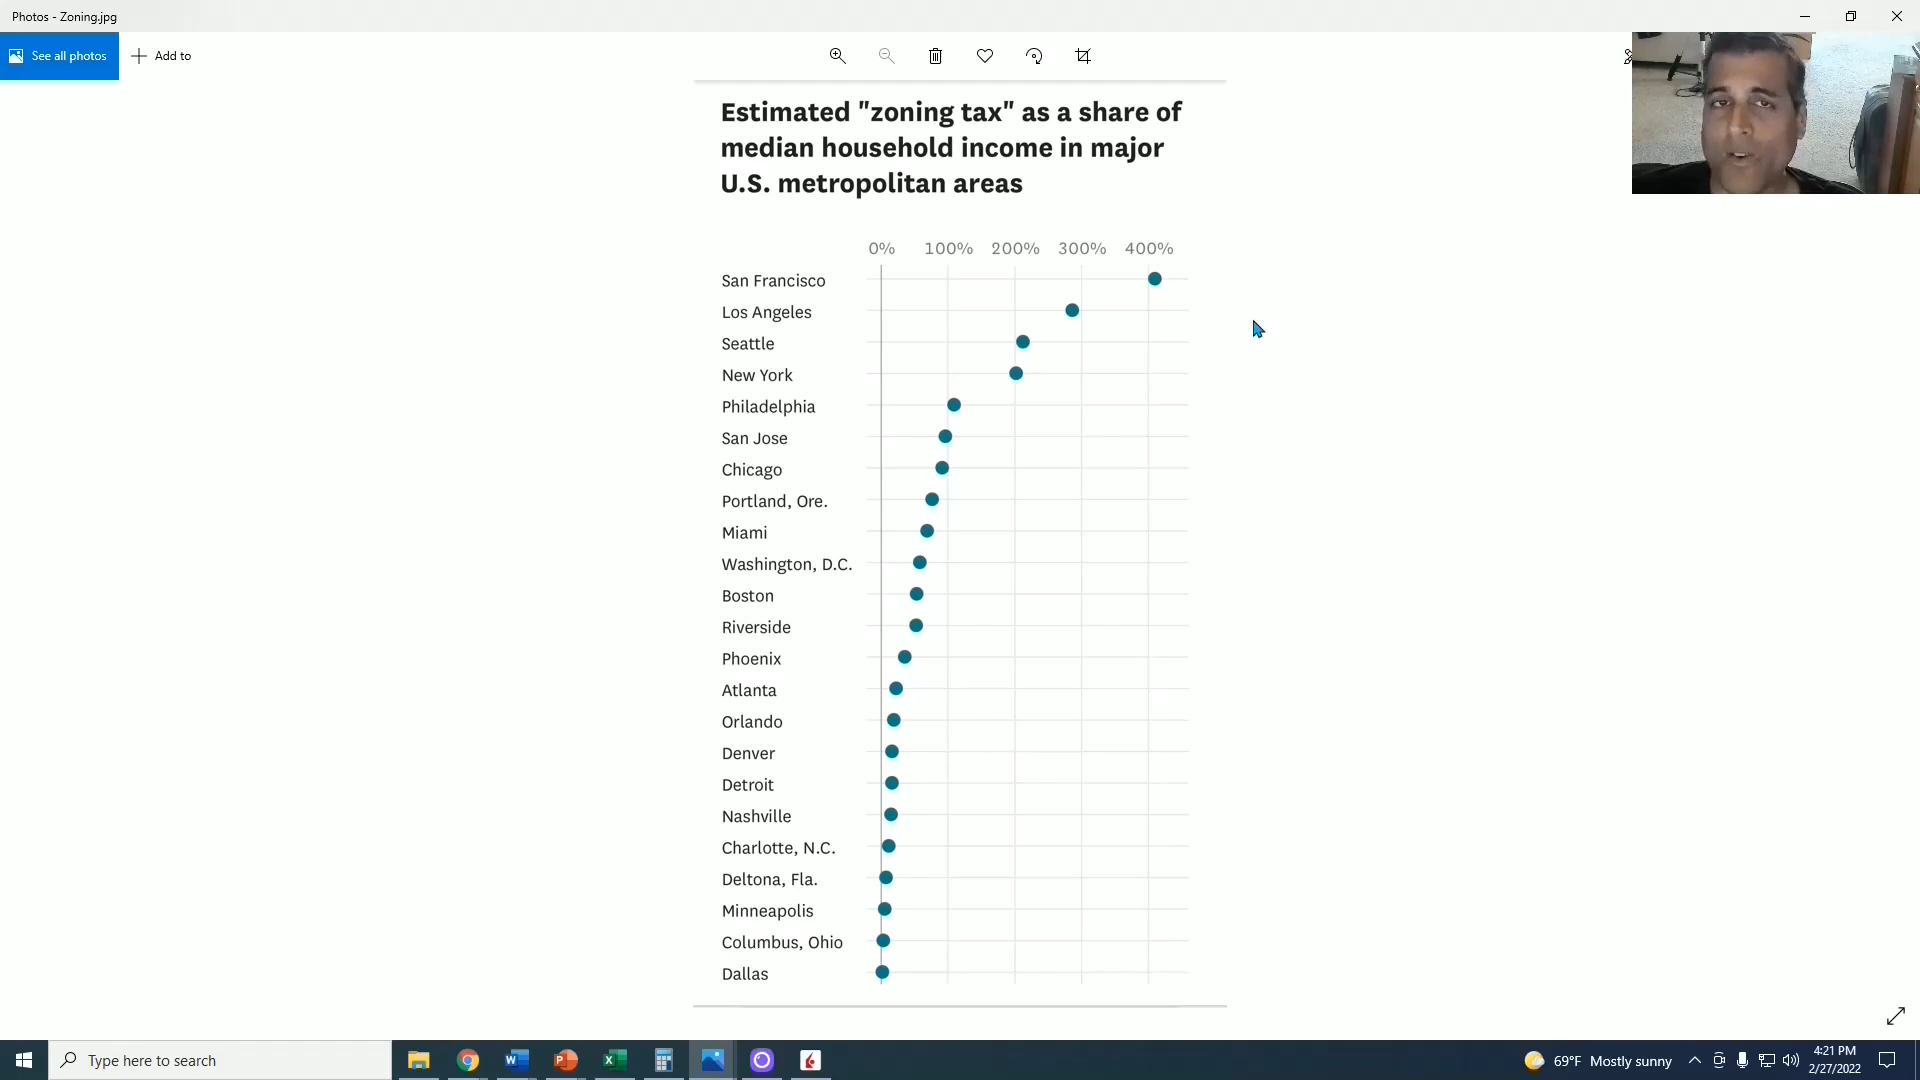 Photos - Zoning.jpg
See all photos
Add to
Estimated "zoning tax" as a share of
median household income in major
U.S. metropolitan areas
0% 100% 200% 300% 400%
San Francisco
Los Angeles
Seattle
New York
Philadelphia
San Jose
Chicago
Portland, Ore.
Miami
Washington, D.C.
Boston
Riverside
Phoenix
Atlanta
Orlando
Denver
Detroit
Nashville
Charlotte, N.C.
Deltona, Fla.
Minneapolis
Columbus, Ohio
Dallas
Type here to search
69°F Mostly sunny
4:21 PM
2/27/2022